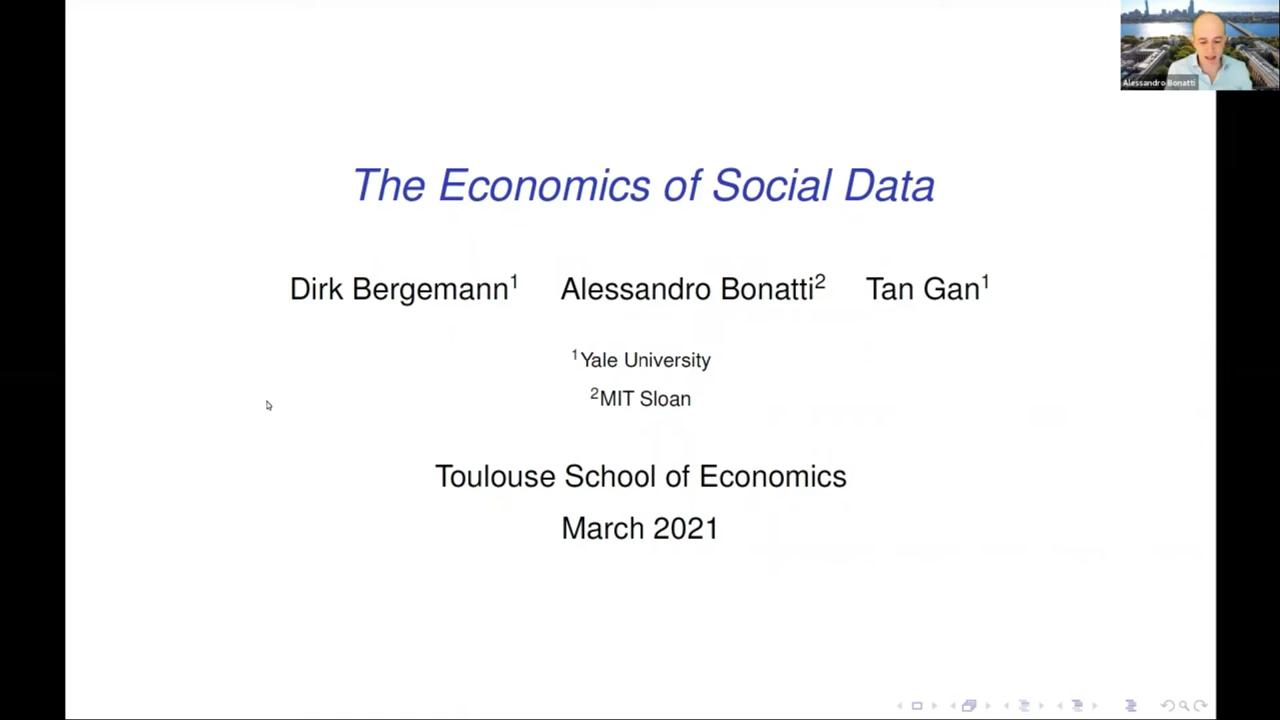 Alessandro Bonatti
The Economics of Social Data
Dirk Bergemann¹ Alessandro Bonatti² Tan Gan¹
¹Yale University
²MIT Sloan
Toulouse School of Economics
March 2021